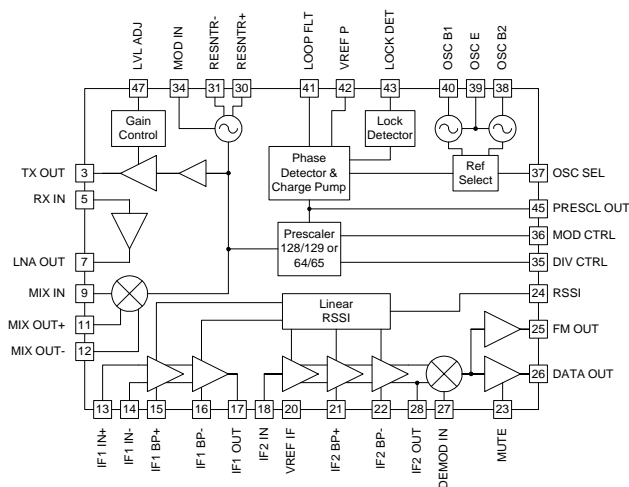 LVL ADJ
MOD IN
RESNTR-
RESNTR+
LOOP FLT
VREF P
LOCK DET
OSC B1
OSC E
OSC B2
47
34
31
30
41
42
43
40
39
38
Gain
Control
Lock
Detector
TX OUT
3
Phase
Detector &
Charge Pump
Ref
Select
37
OSC SEL
RX IN
5
45
PRESCL OUT
Prescaler
128/129 or
64/65
36
MOD CTRL
LNA OUT
7
35
DIV CTRL
MIX IN
9
Linear
RSSI
24
RSSI
MIX OUT+
11
25
FM OUT
MIX OUT-
12
26
DATA OUT
13
14
15
16
17
18
20
21
22
28
27
23
IF1 IN+
IF1 IN-
IF1 BP+
IF1 BP-
IF1 OUT
IF2 IN
VREF IF
IF2 BP+
IF2 BP-
IF2 OUT
DEMOD IN
MUTE